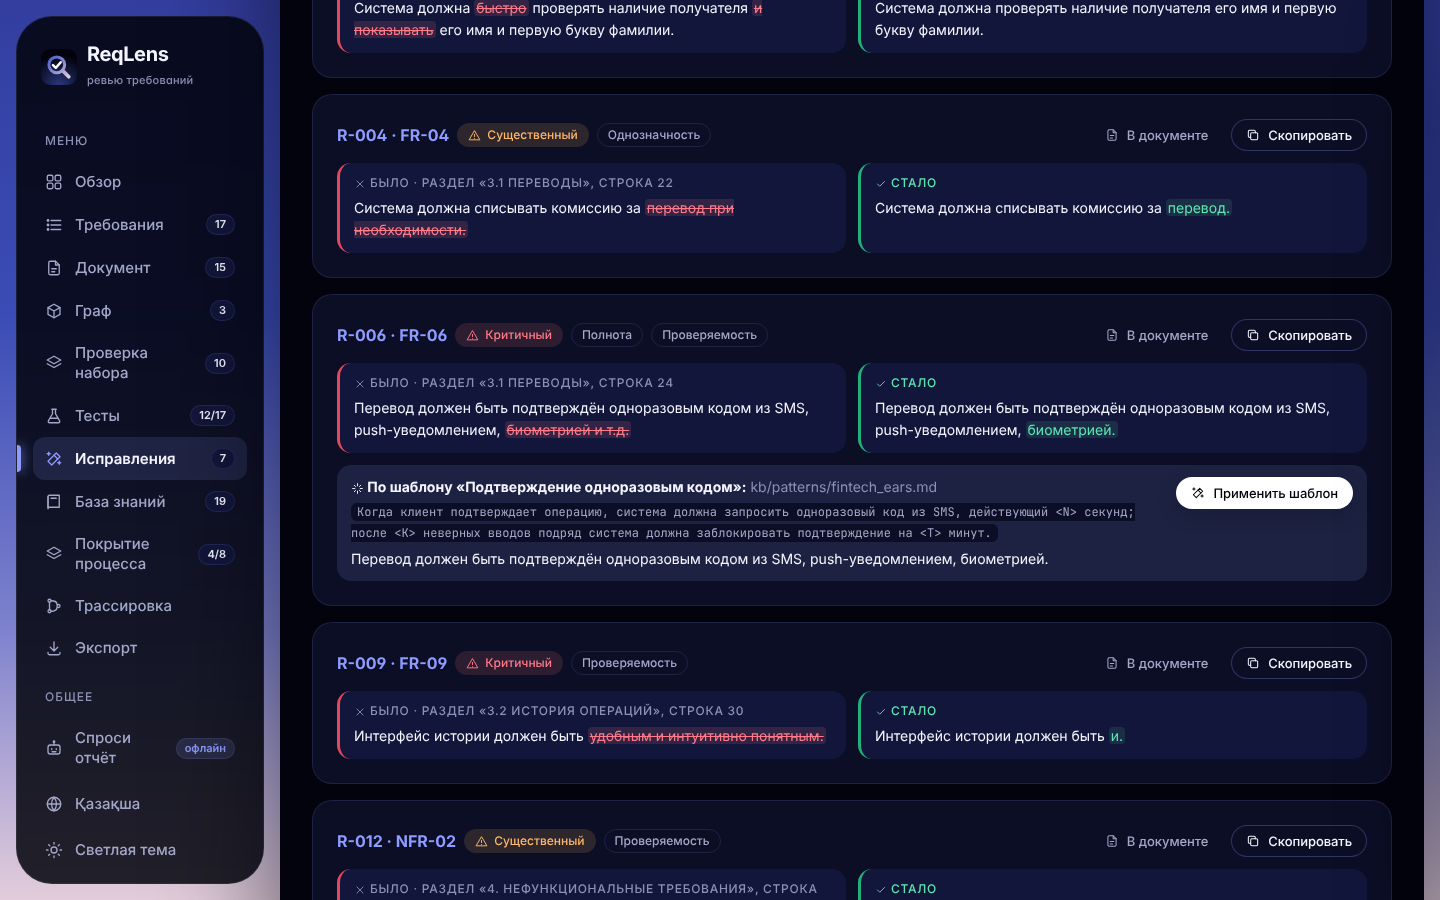 ReqLens
ревью требований
МЕНЮ
Обзор
Требования 17
Документ 15
Граф 3
Проверка
набора 10
Тесты 12/17
Исправления 7
База знаний 19
Покрытие
процесса 4/8
Трассировка
Экспорт
ОБЩЕЕ
Спроси
отчёт офлайн
Қазақша
Светлая тема
Система должна быстро проверять наличие получателя и
показывать его имя и первую букву фамилии.
Система должна проверять наличие получателя его имя и первую
букву фамилии.
R-004 · FR-04 Существенный Однозначность В документе Скопировать
БЫЛО · РАЗДЕЛ «3.1 ПЕРЕВОДЫ», СТРОКА 22
Система должна списывать комиссию за перевод при
необходимости.
СТАЛО
Система должна списывать комиссию за перевод.
R-006 · FR-06 Критичный Полнота Проверяемость В документе Скопировать
БЫЛО · РАЗДЕЛ «3.1 ПЕРЕВОДЫ», СТРОКА 24
Перевод должен быть подтверждён одноразовым кодом из SMS,
push-уведомлением, биометрией и т.д.
СТАЛО
Перевод должен быть подтверждён одноразовым кодом из SMS,
push-уведомлением, биометрией.
По шаблону «Подтверждение одноразовым кодом»: kb/patterns/fintech_ears.md
Применить шаблон
Когда клиент подтверждает операцию, система должна запросить одноразовый код из SMS, действующий <N> секунд;
после <K> неверных вводов подряд система должна заблокировать подтверждение на <T> минут.
Перевод должен быть подтверждён одноразовым кодом из SMS, push-уведомлением, биометрией.
R-009 · FR-09 Критичный Проверяемость В документе Скопировать
БЫЛО · РАЗДЕЛ «3.2 ИСТОРИЯ ОПЕРАЦИЙ», СТРОКА 30
Интерфейс истории должен быть удобным и интуитивно понятным.
СТАЛО
Интерфейс истории должен быть и.
R-012 · NFR-02 Существенный Проверяемость В документе Скопировать
БЫЛО · РАЗДЕЛ «4. НЕФУНКЦИОНАЛЬНЫЕ ТРЕБОВАНИЯ», СТРОКА
СТАЛО